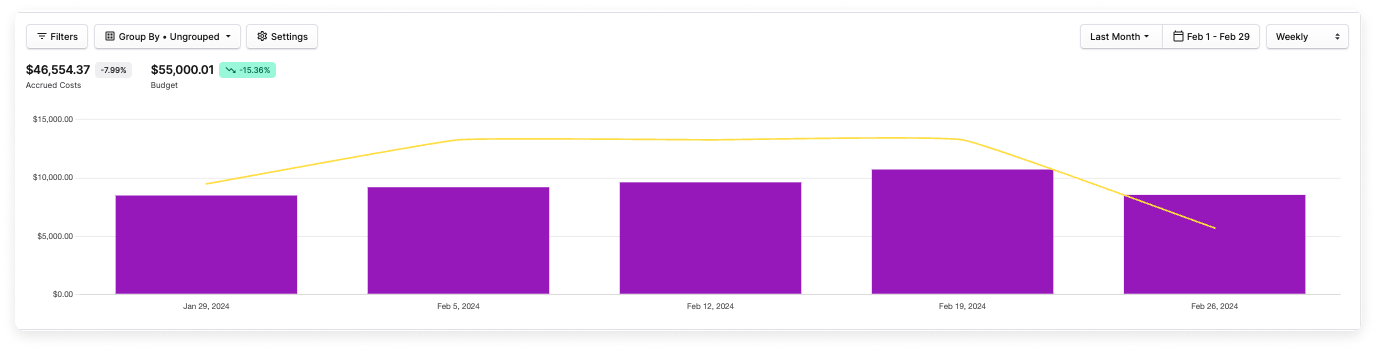 Filters Group By • Ungrouped Settings Last Month Feb 1 - Feb 29 Weekly
$46,554.37 -7.99% $55,000.01 -15.36%
Accrued Costs Budget
$15,000.00
$10,000.00
$5,000.00
$0.00
Jan 29, 2024 Feb 5, 2024 Feb 12, 2024 Feb 19, 2024 Feb 26, 2024